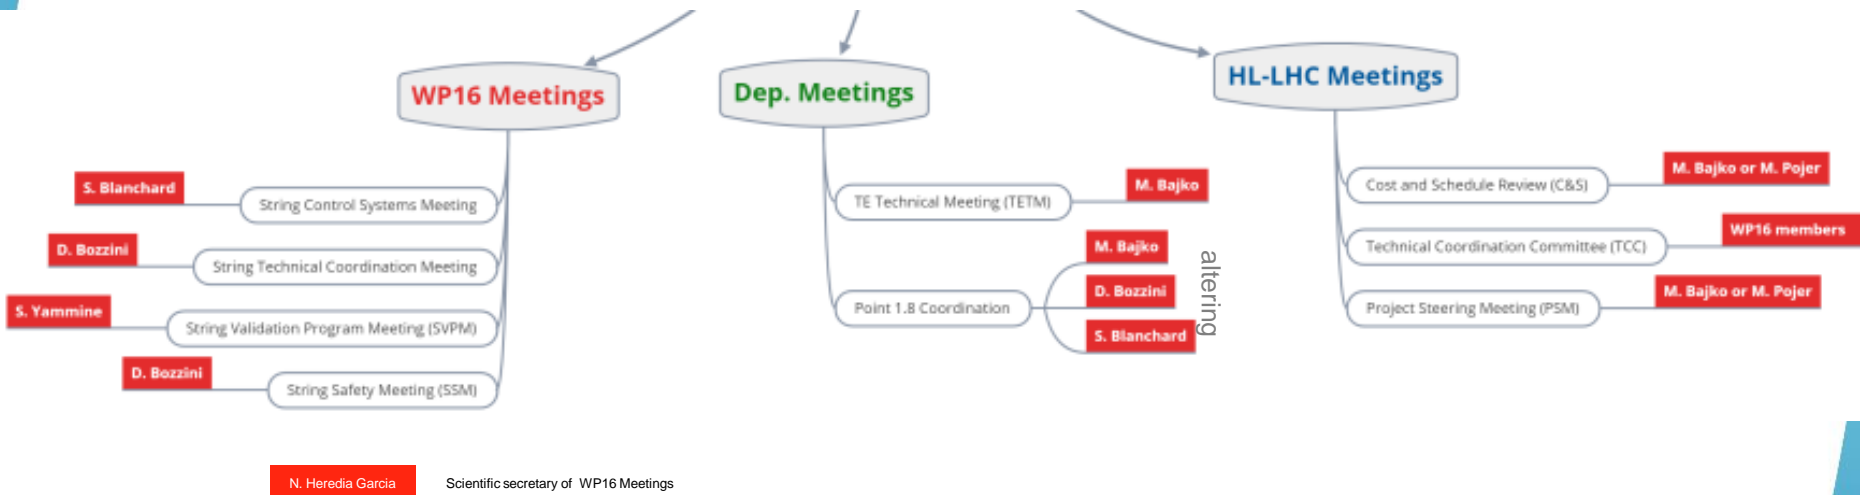 WP16 Meetings
S. Blanchard
String Control Systems Meeting
D. Bozzini
String Technical Coordination Meeting
S. Yammine
String Validation Program Meeting (SVPM)
D. Bozzini
String Safety Meeting (SSM)
Dep. Meetings
TE Technical Meeting (TETM)
M. Bajko
Point 1.8 Coordination
M. Bajko
D. Bozzini
S. Blanchard
altering
HL-LHC Meetings
Cost and Schedule Review (C&S)
M. Bajko or M. Pojer
Technical Coordination Committee (TCC)
WP16 members
Project Steering Meeting (PSM)
M. Bajko or M. Pojer
N. Heredia Garcia
Scientific secretary of WP16 Meetings